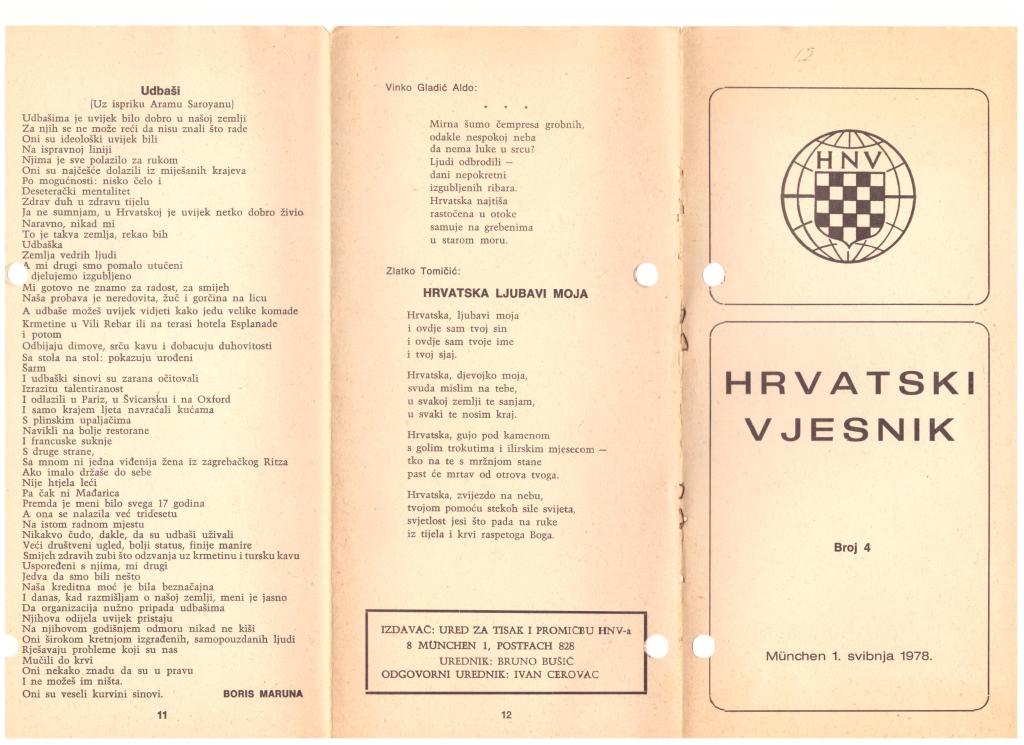 Udbaši
(Uz ispriku Aramu Saroyanu)
Udbašima je uvijek bilo dobro u našoj zemlji
Za njih se ne može reći da nisu znali što rade
Oni su ideološki uvijek bili
Na ispravnoj liniji
Njima je sve polazilo za rukom
Oni su najčešće dolazili iz miješanih krajeva
Po mogućnosti: nisko čelo i
Deseterački mentalitet
Zdrav duh u zdravu tijelu
Ja ne sumnjam, u Hrvatskoj je uvijek netko dobro živio
Naravno, nikad mi
To je takva zemlja, rekao bih
Udbaška
Zemlja vedrih ljudi
A mi drugi smo pomalo utučeni
djelujemo izgubljeno
Mi gotovo ne znamo za radost, za smijeh
Naša probava je neredovita, žuč i gorčina na licu
A udbaše možeš uvijek vidjeti kako jedu velike komade
Krmetine u Vili Rebar ili na terasi hotela Esplanade
i potom
Odbijaju dimove, srču kavu i dobacuju duhovitosti
Sa stola na stol: pokazuju urođeni
Šarm
I udbaški sinovi su zarana očitovali
Izrazitu talentiranost
I odlazili u Pariz, u Švicarsku i na Oxford
I samo krajem ljeta navraćali kućama
S plinskim upaljačima
Navikli na bolje restorane
I francuske suknje
S druge strane,
Sa mnom ni jedna viđenija žena iz zagrebačkog Ritza
Ako imalo držaše do sebe
Nije htjela leći
Pa čak ni Mađarica
Premda je meni bilo svega 17 godina
A ona se nalazila već tridesetu
Na istom radnom mjestu
Nikakvo čudo, dakle, da su udbaši uživali
Veći društveni ugled, bolji status, finije manire
Smijeh zdravih zubi što odzvanja uz krmetinu i tursku kavu
Uspoređeni s njima, mi drugi
Jedva da smo bili nešto
Naša kreditna moć je bila beznačajna
I danas, kad razmišljam o našoj zemlji, meni je jasno
Da organizacija nužno pripada udbašima
Njihova odijela uvijek pristaju
Na njihovom godišnjem odmoru nikad ne kiši
Oni širokom kretnjom izgrađenih, samopouzdanih ljudi
Rješavaju probleme koji su nas
Mučili do krvi
Oni nekako znadu da su u pravu
I ne možeš im ništa.
Oni su veseli kurvini sinovi. BORIS MARUNA
11
Vinko Gladić Aldo:
* * *
Mirna šumo čempresa grobnih,
odakle nespokoj neba
da nema luke u srcu?
Ljudi odbrodili —
dani nepokretni
izgubljenih ribara.
Hrvatska najtiša
rastočena u otoke
samuje na grebenima
u starom moru.
Zlatko Tomičić:
HRVATSKA LJUBAVI MOJA
Hrvatska, ljubavi moja
i ovdje sam tvoj sin
i ovdje sam tvoje ime
i tvoj sjaj.
Hrvatska, djevojko moja,
svuda mislim na tebe,
u svakoj zemlji te sanjam,
u svaki te nosim kraj.
Hrvatska, gujo pod kamenom
s golim trokutima i ilirskim mjesecom —
tko na te s mržnjom stane
past će mrtav od otrova tvoga.
Hrvatska, zvijezdo na nebu,
tvojom pomoću stekoh sile svijeta,
svjetlost jesi što pada na ruke
iz tijela i krvi raspetoga Boga.
IZDAVAČ: URED ZA TISAK I PROMIČBU HNV-a
8 MÜNCHEN 1, POSTFACH 828
UREDNIK: BRUNO BUŠIĆ
ODGOVORNI UREDNIK: IVAN CEROVAC
12
HNV
HRVATSKI
VJESNIK
Broj 4
München 1. svibnja 1978.